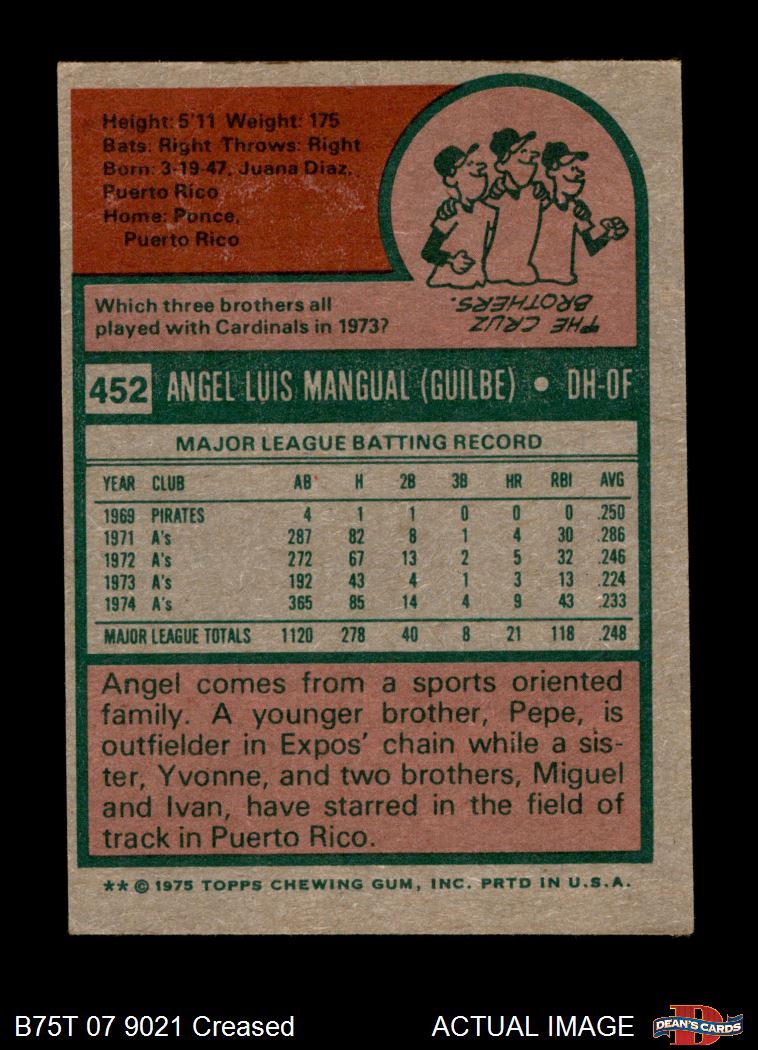 Height: 5'11 Weight: 175
Bats: Right Throws: Right
Born: 3-19-47, Juana Diaz,
Puerto Rico
Home: Ponce,
Puerto Rico
Which three brothers all
played with Cardinals in 1973?
THE CRUZ
BROTHERS.
452 ANGEL LUIS MANGUAL (GUILBE) • DH-OF
MAJOR LEAGUE BATTING RECORD
YEAR CLUB AB H 2B 3B HR RBI AVG
1969 PIRATES 4 1 1 0 0 0 .250
1971 A's 287 82 8 1 4 30 .286
1972 A's 272 67 13 2 5 32 .246
1973 A's 192 43 4 1 3 13 .224
1974 A's 365 85 14 4 9 43 .233
MAJOR LEAGUE TOTALS 1120 278 40 8 21 118 .248
Angel comes from a sports oriented
family. A younger brother, Pepe, is
outfielder in Expos' chain while a sis-
ter, Yvonne, and two brothers, Miguel
and Ivan, have starred in the field of
track in Puerto Rico.
** © 1975 TOPPS CHEWING GUM, INC. PRTD IN U.S.A.
B75T 07 9021 Creased ACTUAL IMAGE
D
DEAN'S CARDS